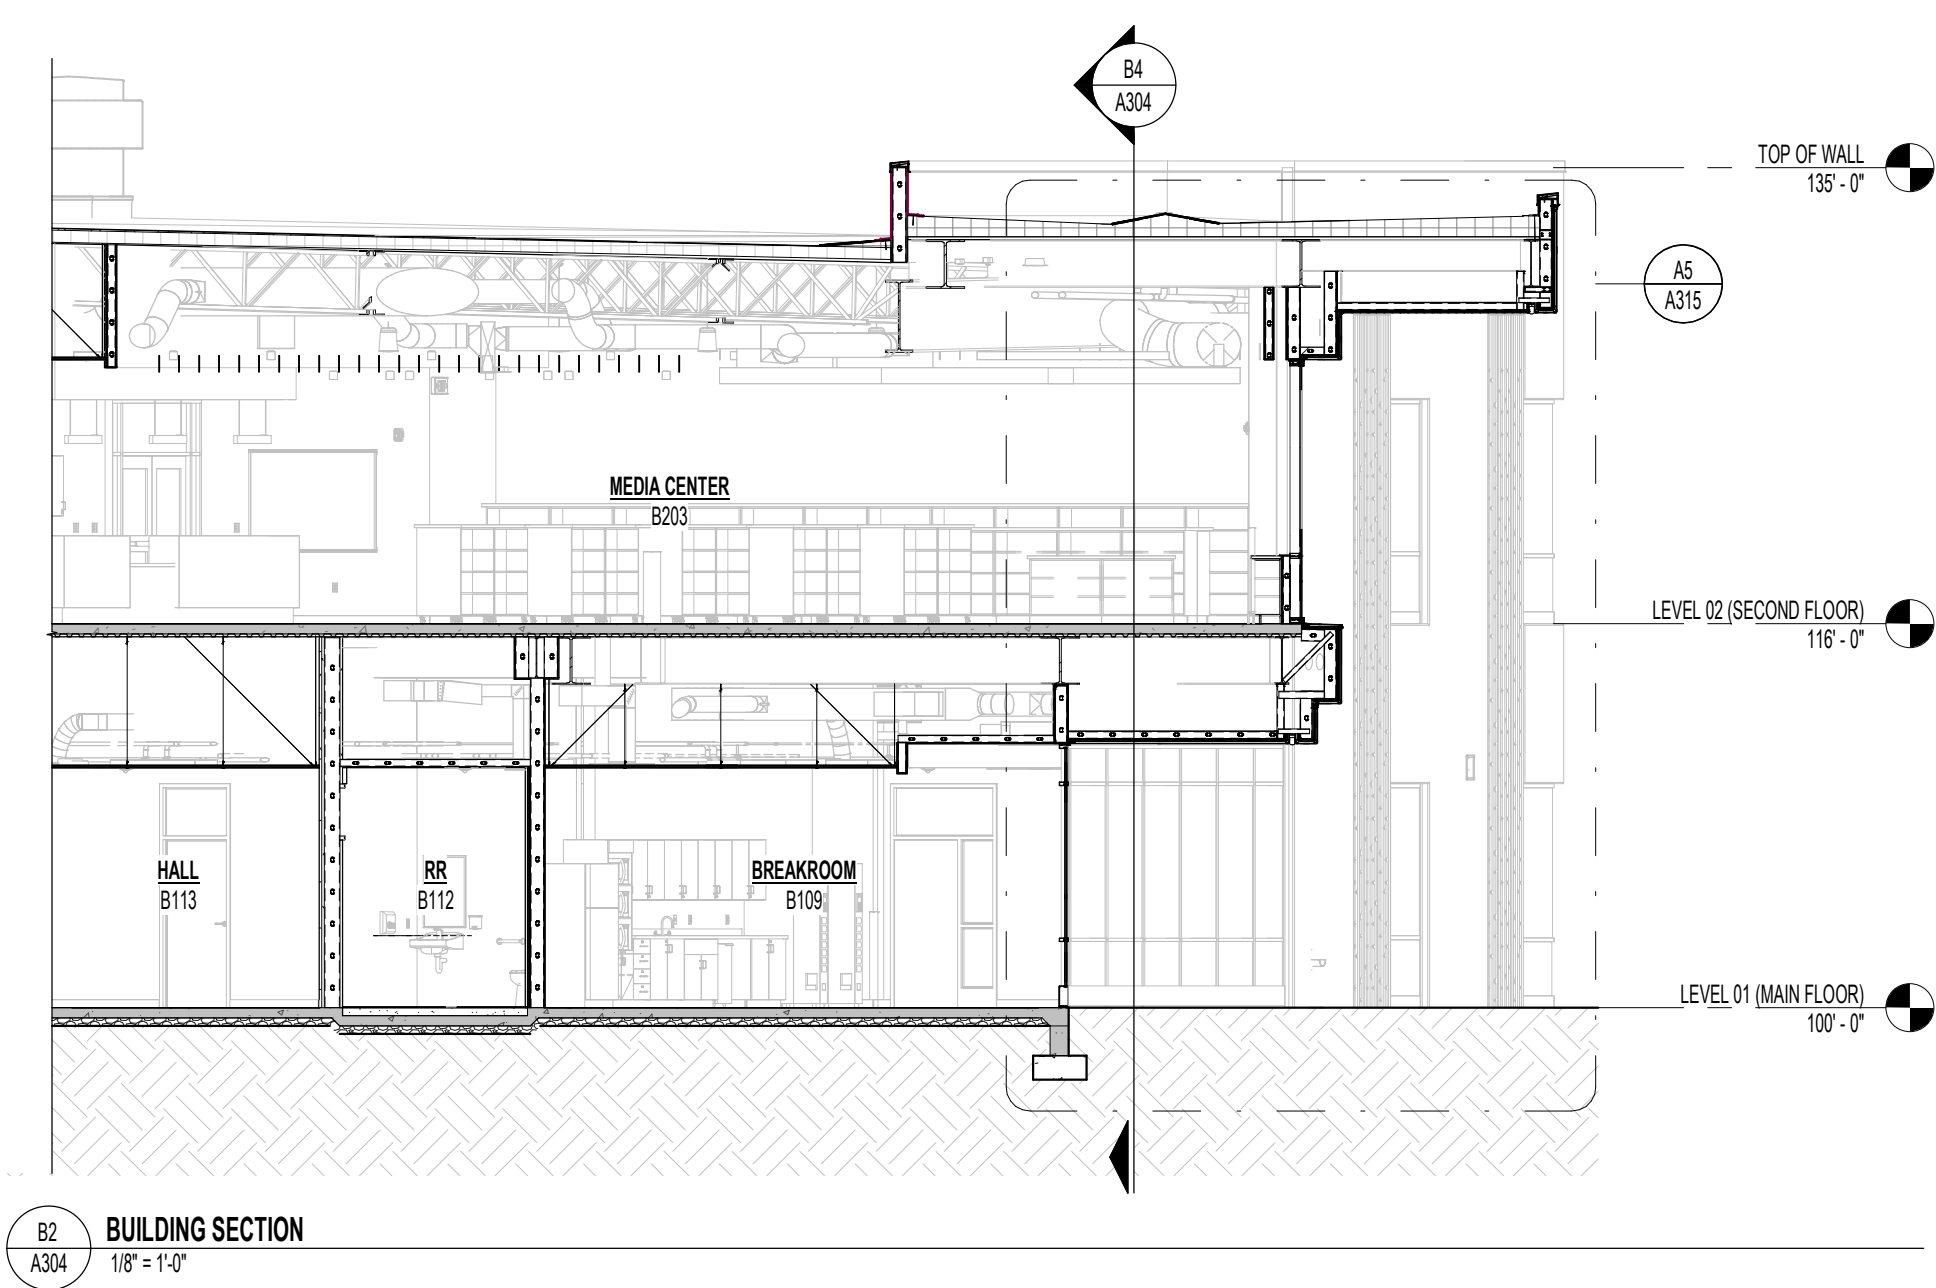 B4
A304
TOP OF WALL
135' - 0"
A5
A315
MEDIA CENTER
B203
LEVEL 02 (SECOND FLOOR)
116' - 0"
HALL
B113
RR
B112
BREAKROOM
B109
LEVEL 01 (MAIN FLOOR)
100' - 0"
B2
A304
BUILDING SECTION
1/8" = 1'-0"